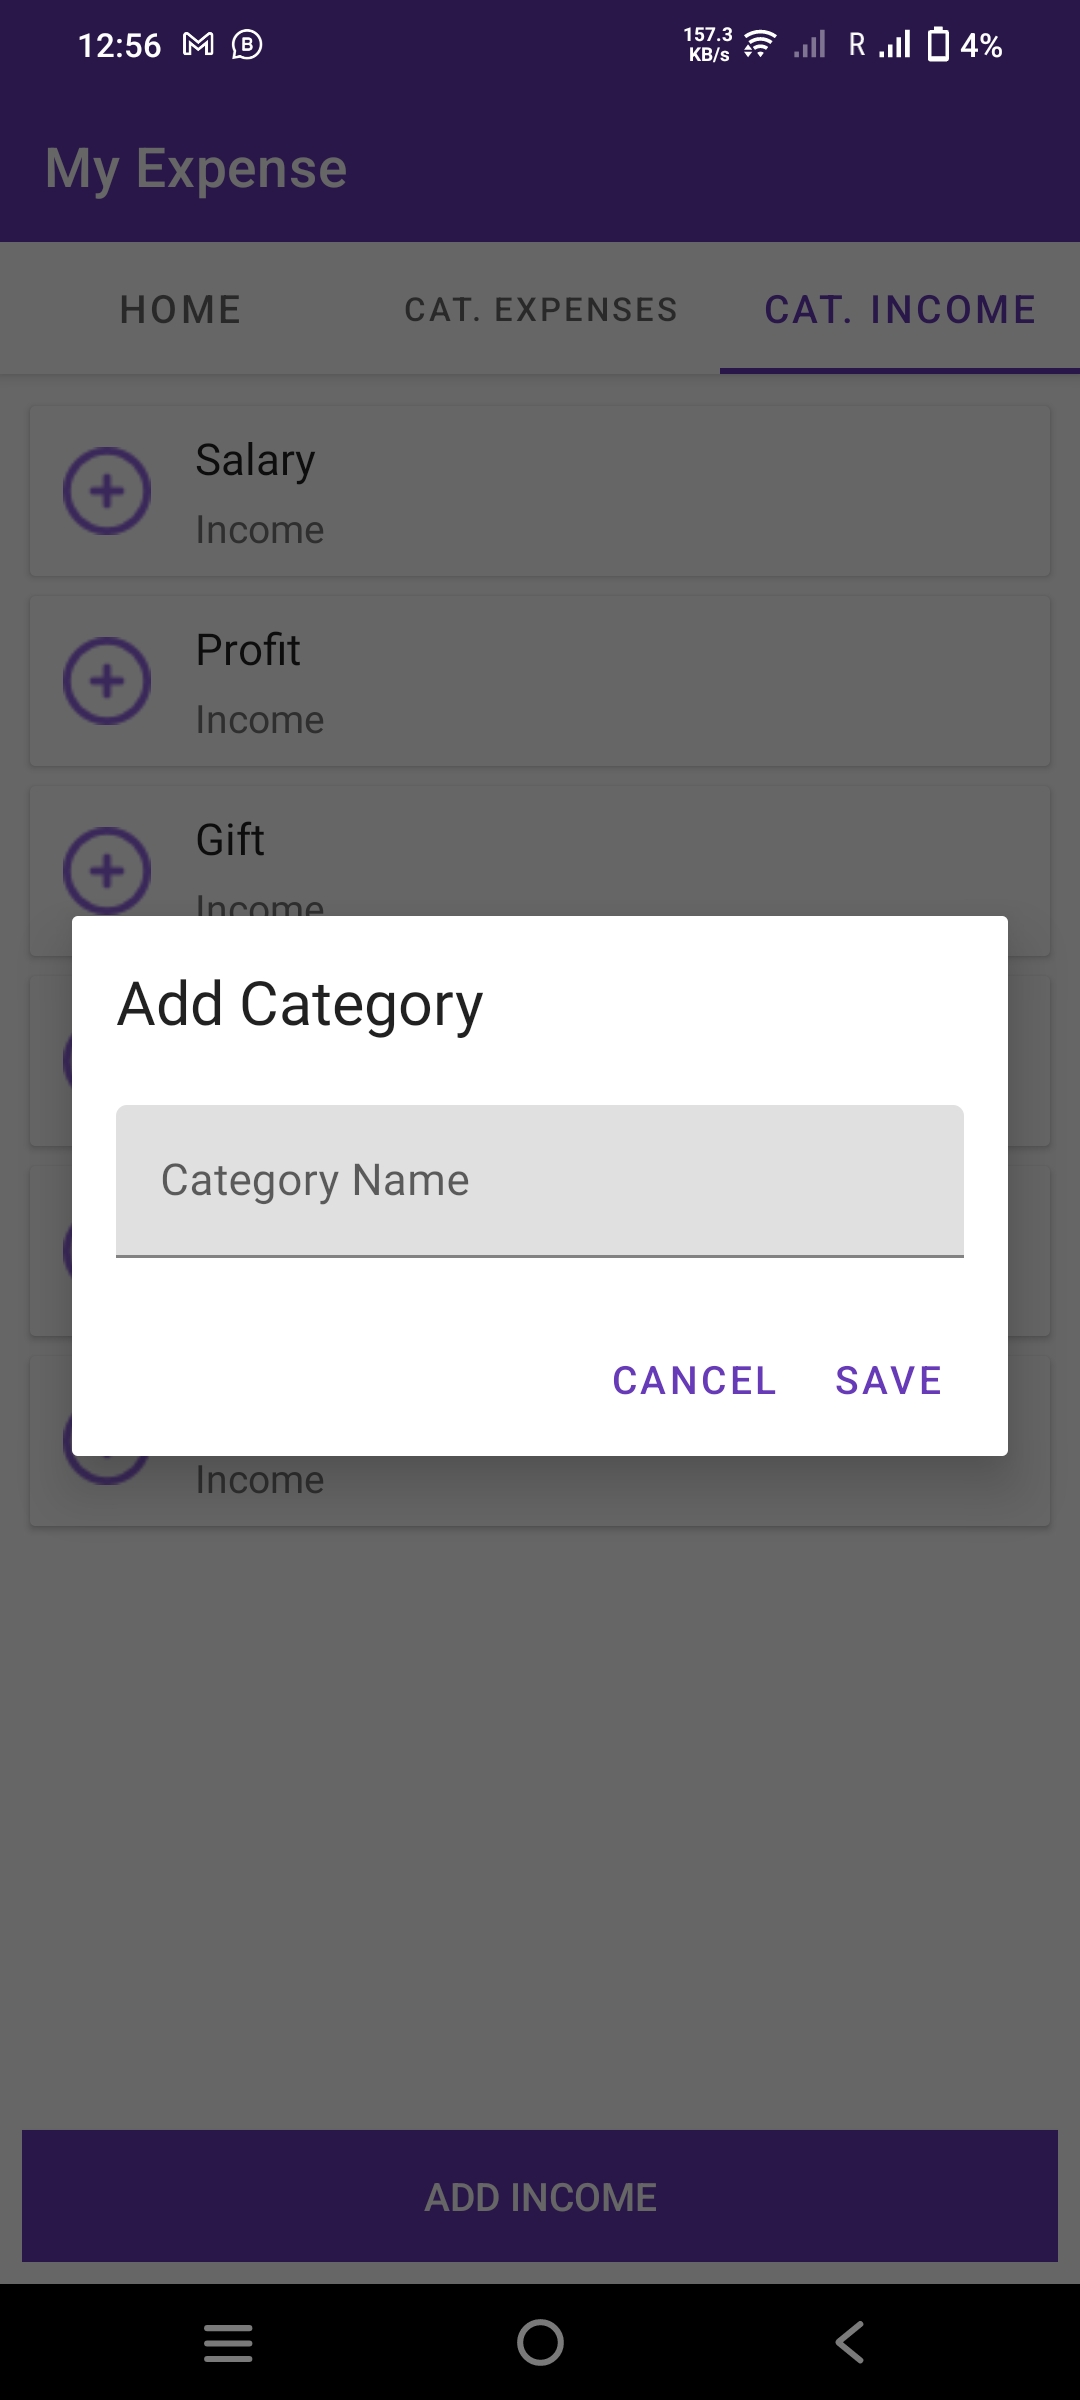 12:56
157.3
KB/s
R
4%
My Expense
HOME
CAT. EXPENSES
CAT. INCOME
Salary
Income
Profit
Income
Gift
Income
Add Category
Category Name
CANCEL
SAVE
Income
ADD INCOME